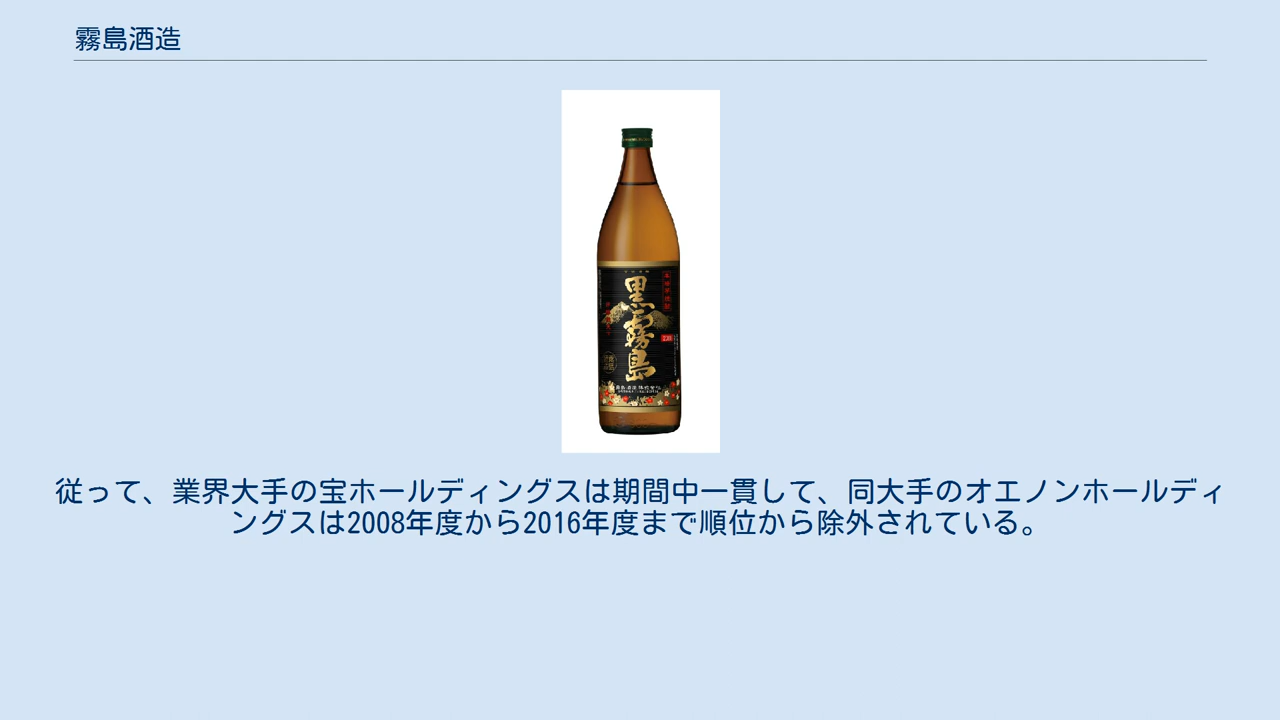 霧島酒造
黒霧島
従って、業界大手の宝ホールディングスは期間中一貫して、同大手のオエノンホールディ
ングスは2008年度から2016年度まで順位から除外されている。